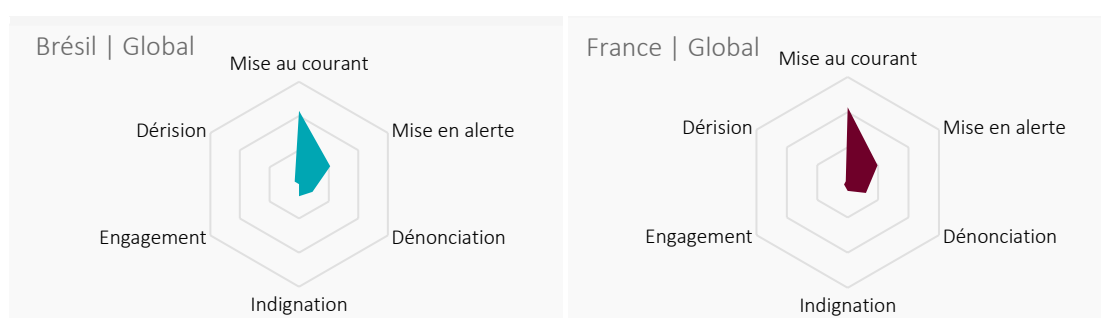 Brésil | Global
Mise au courant
Mise en alerte
Dénonciation
Indignation
Engagement
Dérision
France | Global
Mise au courant
Mise en alerte
Dénonciation
Indignation
Engagement
Dérision